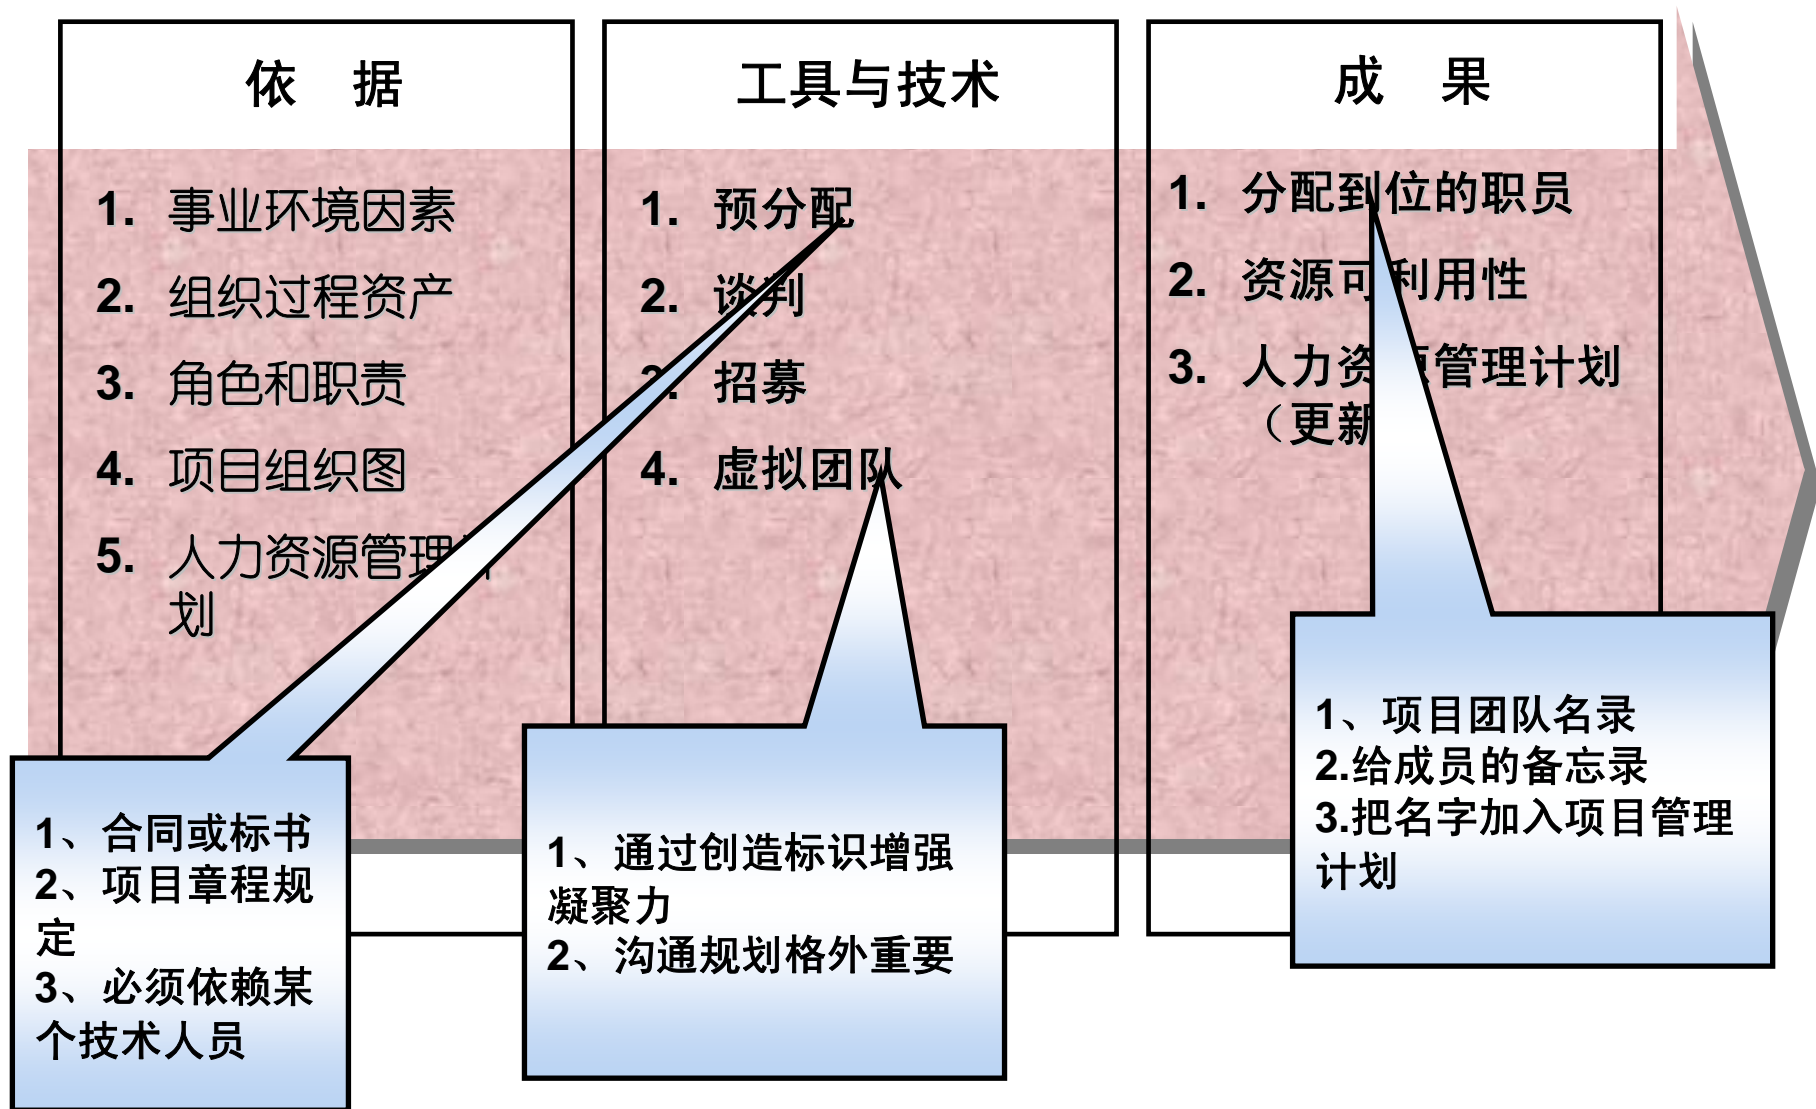 依 据
1. 事业环境因素
2. 组织过程资产
3. 角色和职责
4. 项目组织图
5. 人力资源管理
划
工具与技术
1. 预分配
2. 谈判
招募
4. 虚拟团队
成 果
1. 分配到位的职员
2. 资源可利用性
3. 人力资源管理计划
（更新
1、合同或标书
2、项目章程规
定
3、必须依赖某
个技术人员
1、通过创造标识增强
凝聚力
2、沟通规划格外重要
1、项目团队名录
2.给成员的备忘录
3.把名字加入项目管理
计划